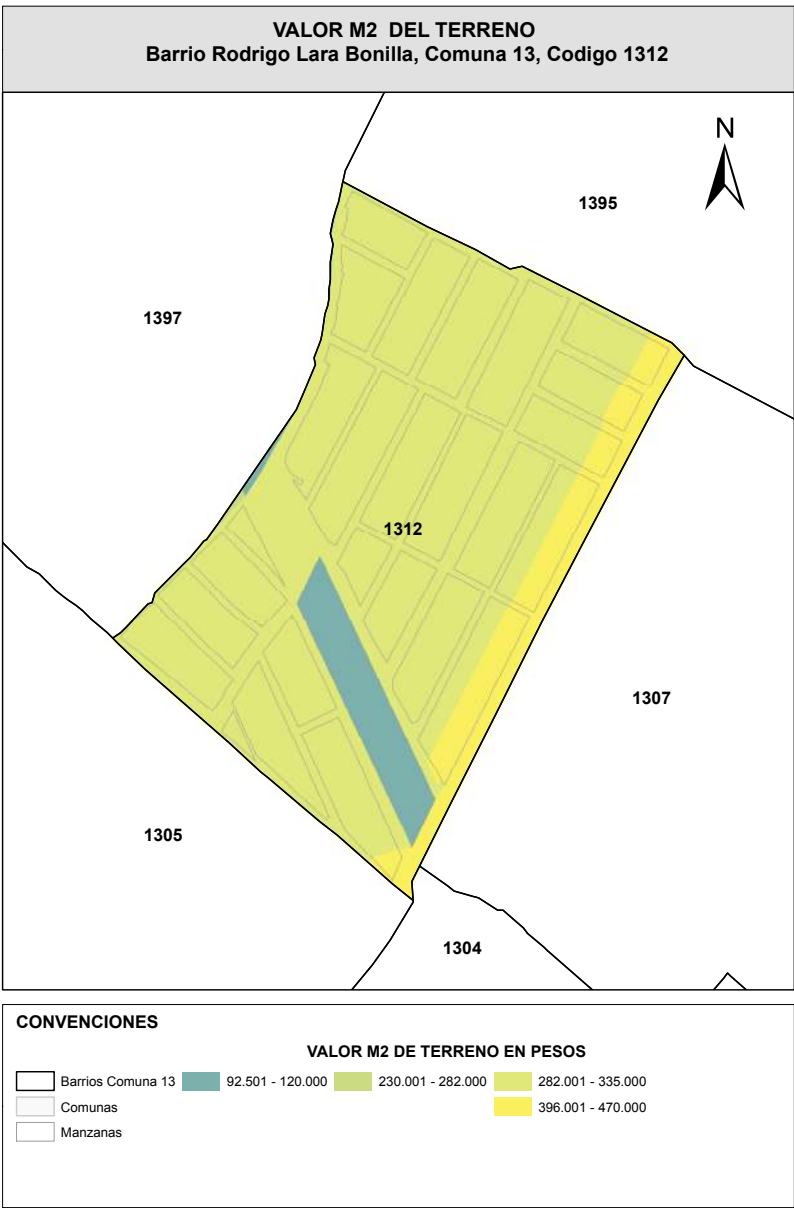 VALOR M2 DEL TERRENO
Barrio Rodrigo Lara Bonilla, Comuna 13, Codigo 1312
N
1395
1397
1312
1307
1305
1304
CONVENCIONES
VALOR M2 DE TERRENO EN PESOS
Barrios Comuna 13 92.501 - 120.000 230.001 - 282.000 282.001 - 335.000
Comunas 396.001 - 470.000
Manzanas